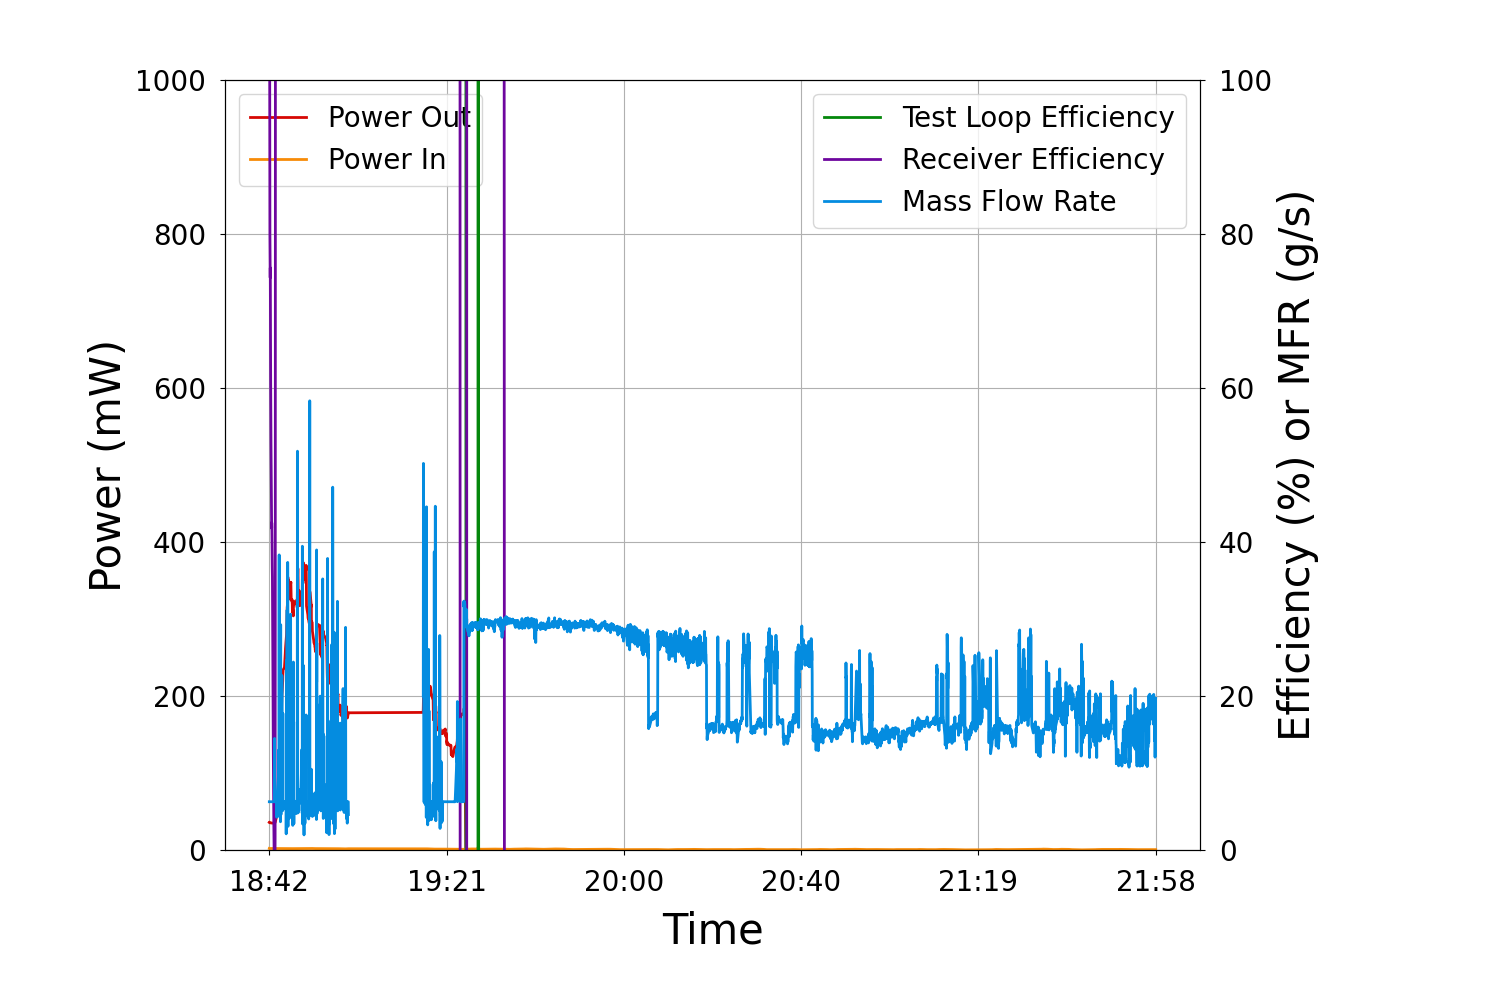 1000
800
600
400
200
0
Power (mW)
Power Out
Power In
Test Loop Efficiency
Receiver Efficiency
Mass Flow Rate
100
80
60
40
20
0
Efficiency (%) or MFR (g/s)
18:42 19:21 20:00 20:40 21:19 21:58
Time